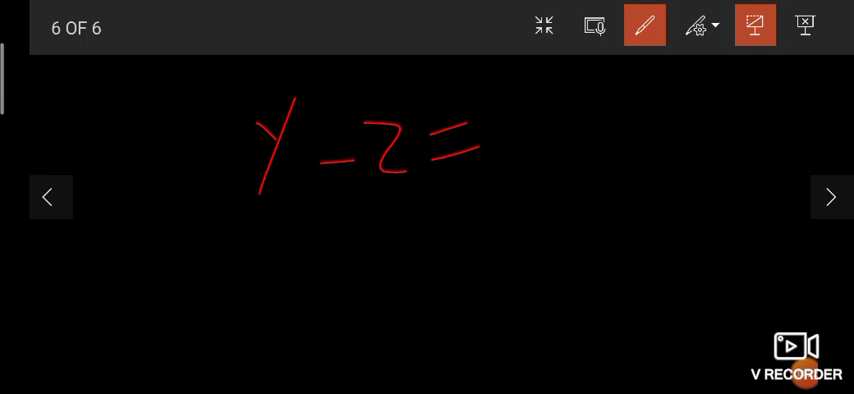 6 OF 6
y - 2 =
V RECORDER